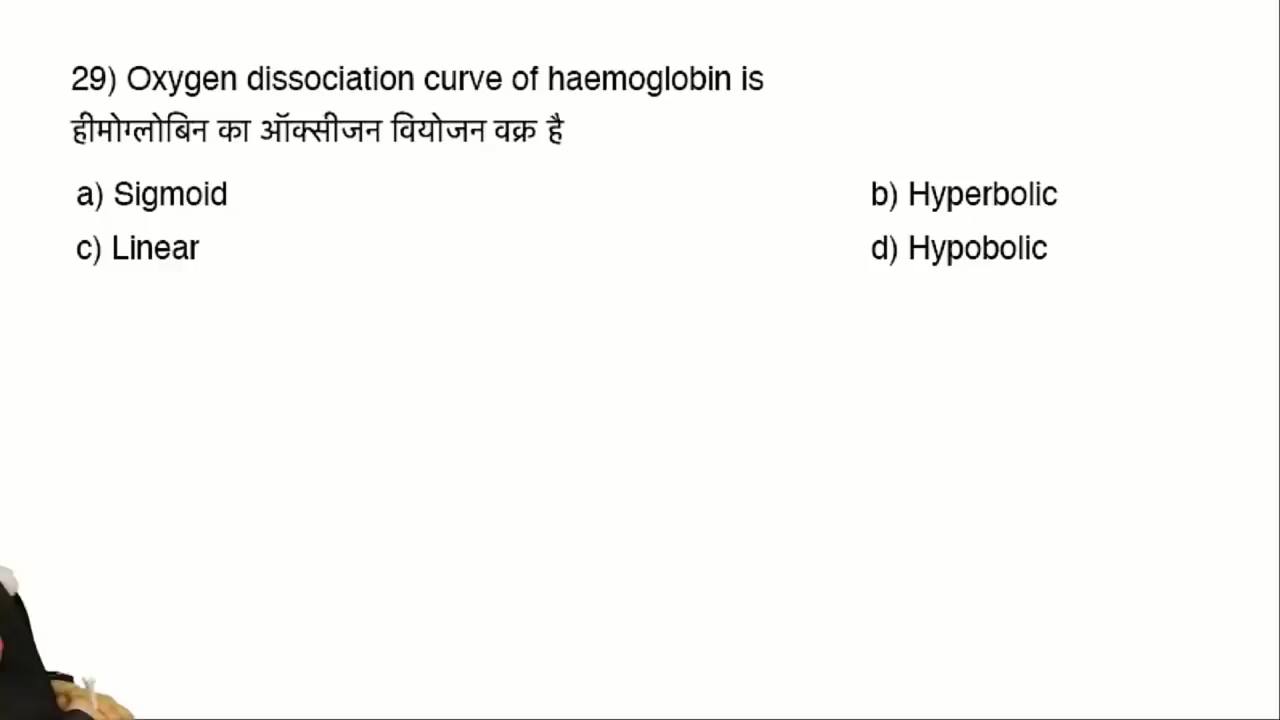 29) Oxygen dissociation curve of haemoglobin is
हीमोग्लोबिन का ऑक्सीजन वियोजन वक्र है
a) Sigmoid b) Hyperbolic
c) Linear d) Hypobolic